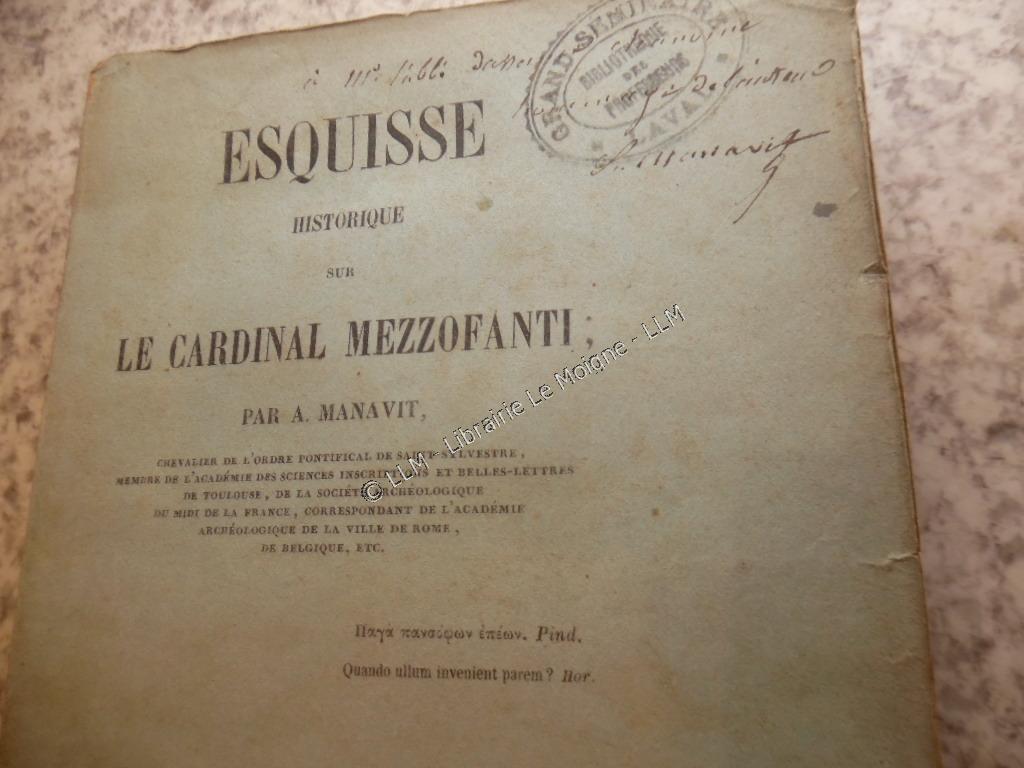 à Mr. l'abbé
GRAND SEMINAIRE
BIBLIOTHÈQUE
DES
LAVAL
A. Manavit
ESQUISSE
HISTORIQUE
SUR
LE CARDINAL MEZZOFANTI;
PAR A. MANAVIT,
CHEVALIER DE L'ORDRE PONTIFICAL DE SAINT-SYLVESTRE,
MEMBRE DE L'ACADÉMIE DES SCIENCES INSCRIPTIONS ET BELLES-LETTRES
DE TOULOUSE, DE LA SOCIÉTÉ ARCHÉOLOGIQUE
DU MIDI DE LA FRANCE, CORRESPONDANT DE L'ACADÉMIE
ARCHÉOLOGIQUE DE LA VILLE DE ROME,
DE BELGIQUE, ETC.
Παγὰ πανσόφων ἐπέων. Pind.
Quando ullum invenient parem? Hor.
© LLM - Librairie Le Moigne - LLM